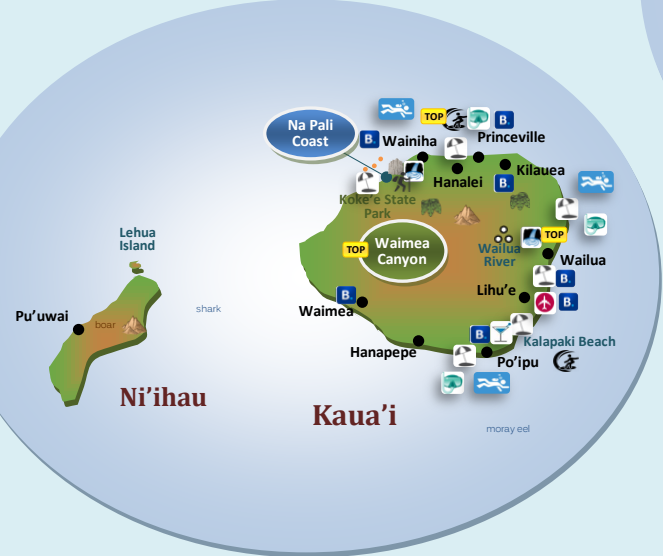 TOP
B.
Na Pali
Coast
B.
Wainiha
Princeville
Hanalei
Kilauea
B.
Koke'e State
Park
TOP
Waimea
Canyon
Wailua
River
TOP
Wailua
Lehua
Island
B.
Lihu'e
B.
B.
Waimea
Pu'uwai
boar
shark
B.
Kalapaki Beach
Hanapepe
Po'ipu
Ni'ihau
Kaua'i
moray eel